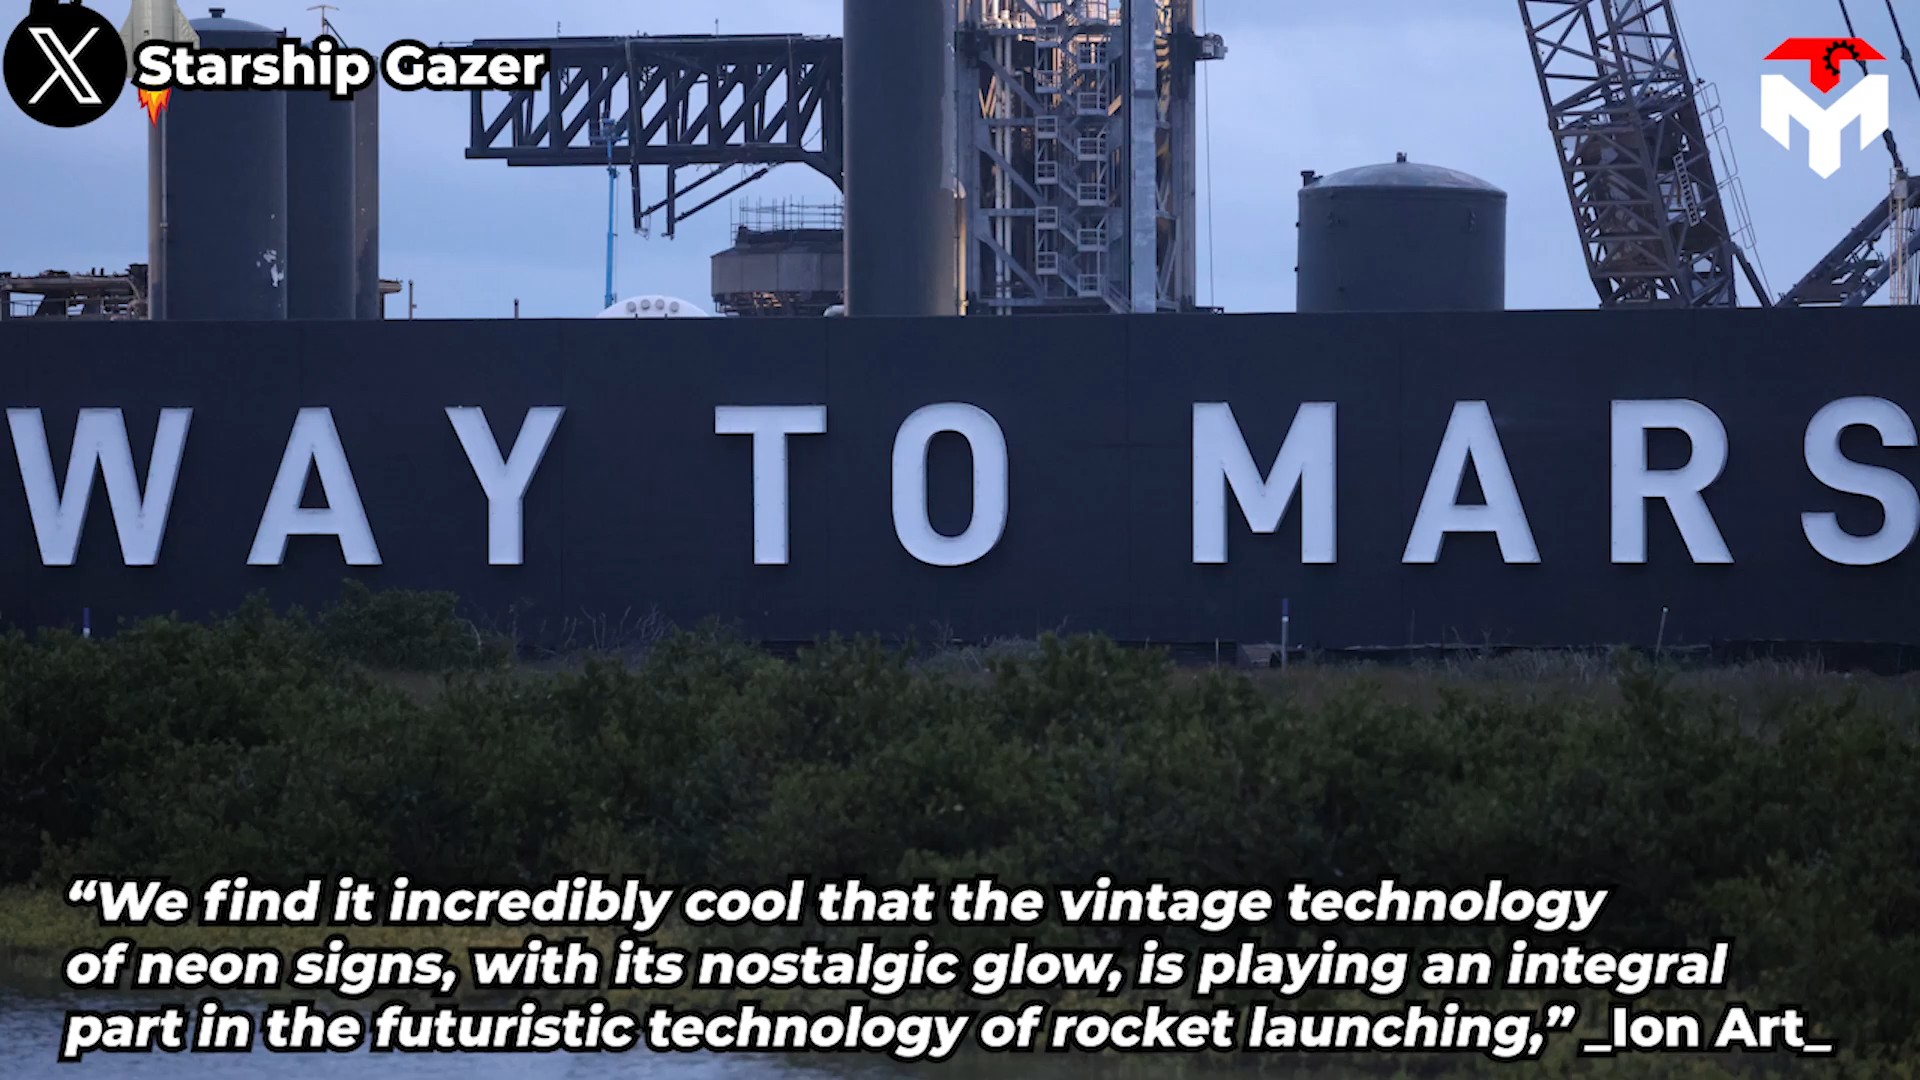 Starship Gazer
WAY TO MARS
“We find it incredibly cool that the vintage technology
of neon signs, with its nostalgic glow, is playing an integral
part in the futuristic technology of rocket launching,” _Ion Art_